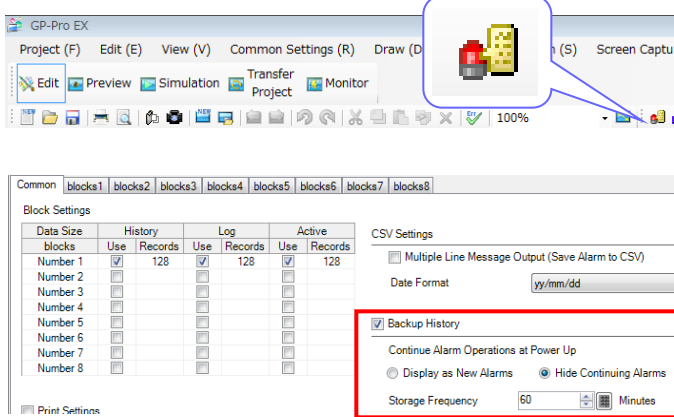 GP-Pro EX
Project (F) Edit (E) View (V) Common Settings (R) Draw (D (S) Screen Captu
Edit Preview Simulation Transfer Project Monitor
NEW NEW Err 100%
Common blocks1 blocks2 blocks3 blocks4 blocks5 blocks6 blocks7 blocks8
Block Settings
Data Size History Log Active
blocks Use Records Use Records Use Records
Number 1 128 128 128
Number 2
Number 3
Number 4
Number 5
Number 6
Number 7
Number 8
Print Settings
CSV Settings
Multiple Line Message Output (Save Alarm to CSV)
Date Format yy/mm/dd
Backup History
Continue Alarm Operations at Power Up
Display as New Alarms Hide Continuing Alarms
Storage Frequency 60 Minutes